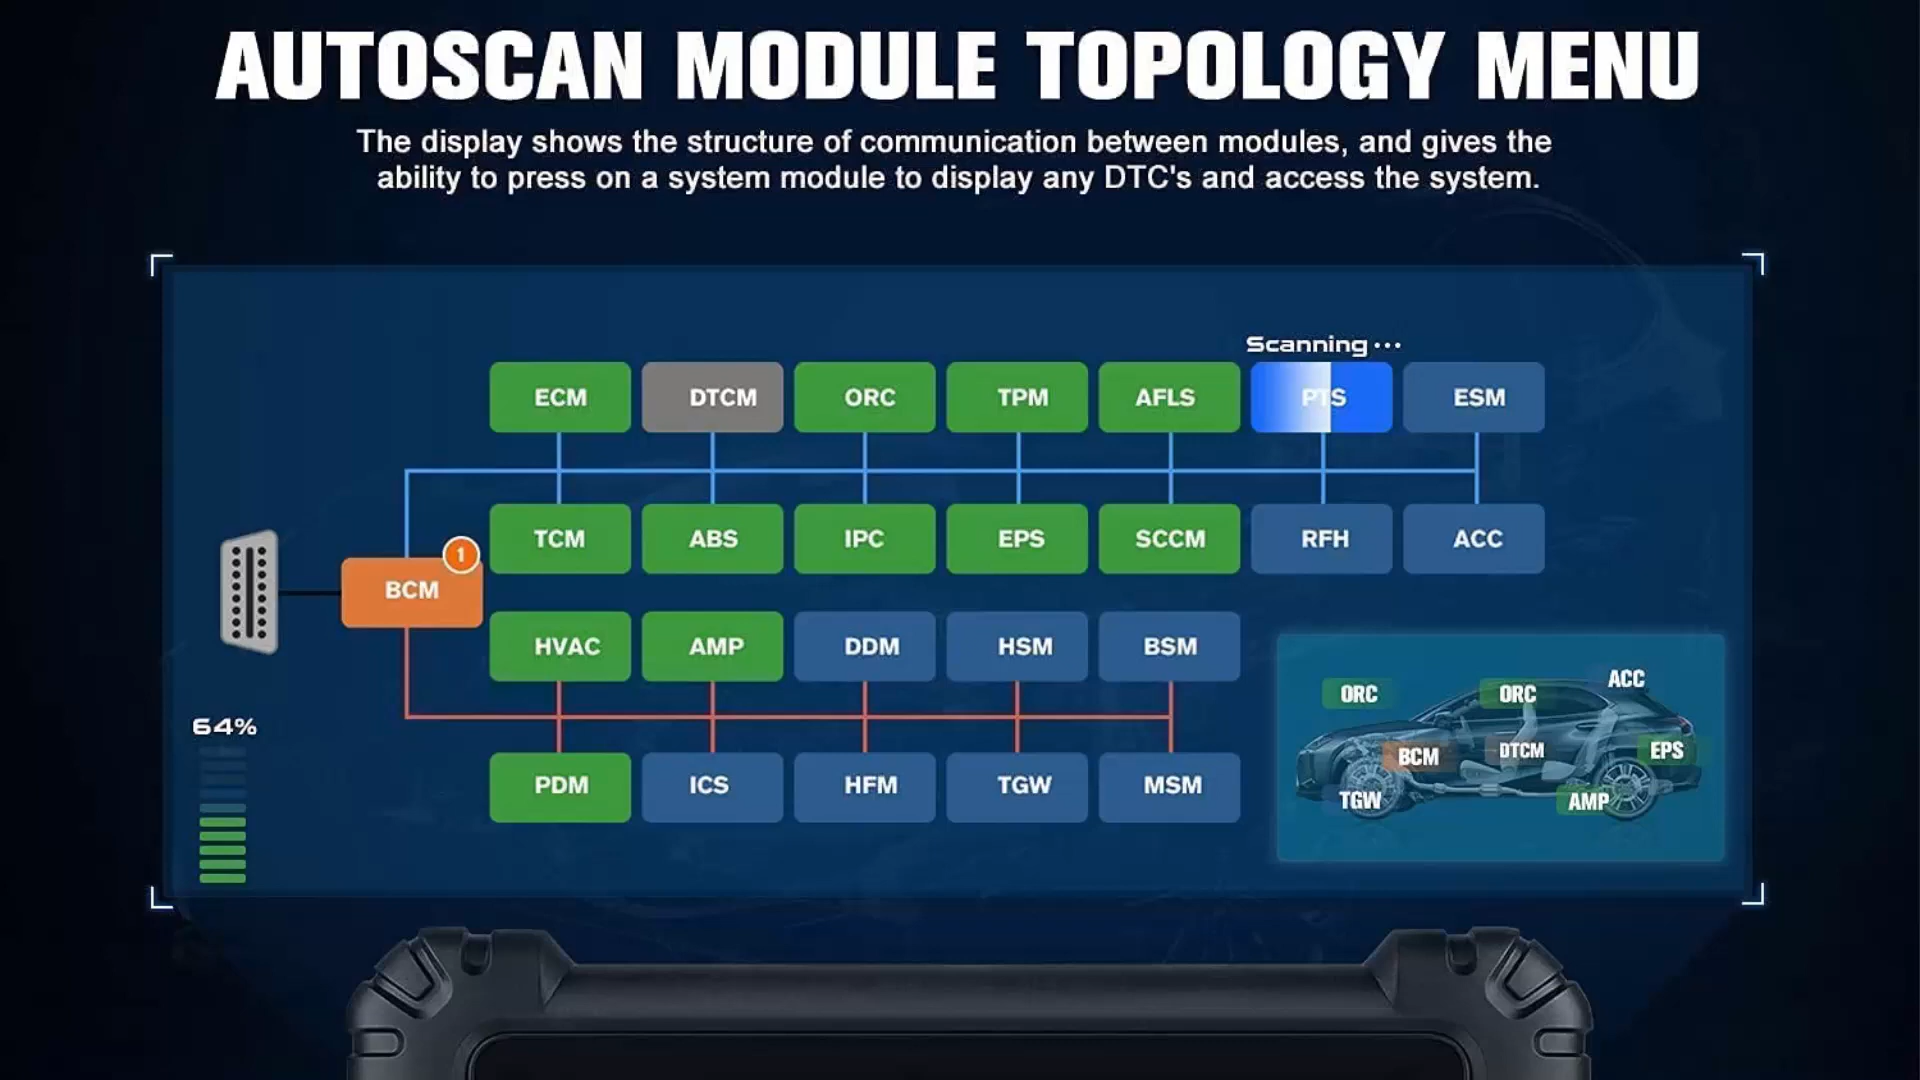 AUTOSCAN MODULE TOPOLOGY MENU
The display shows the structure of communication between modules, and gives the
ability to press on a system module to display any DTC's and access the system.
Scanning ···
ECM DTCM ORC TPM AFLS PTS ESM
TCM ABS IPC EPS SCCM RFH ACC
1
BCM
HVAC AMP DDM HSM BSM
64%
PDM ICS HFM TGW MSM
ACC
ORC ORC
BCM DTCM EPS
TGW AMP